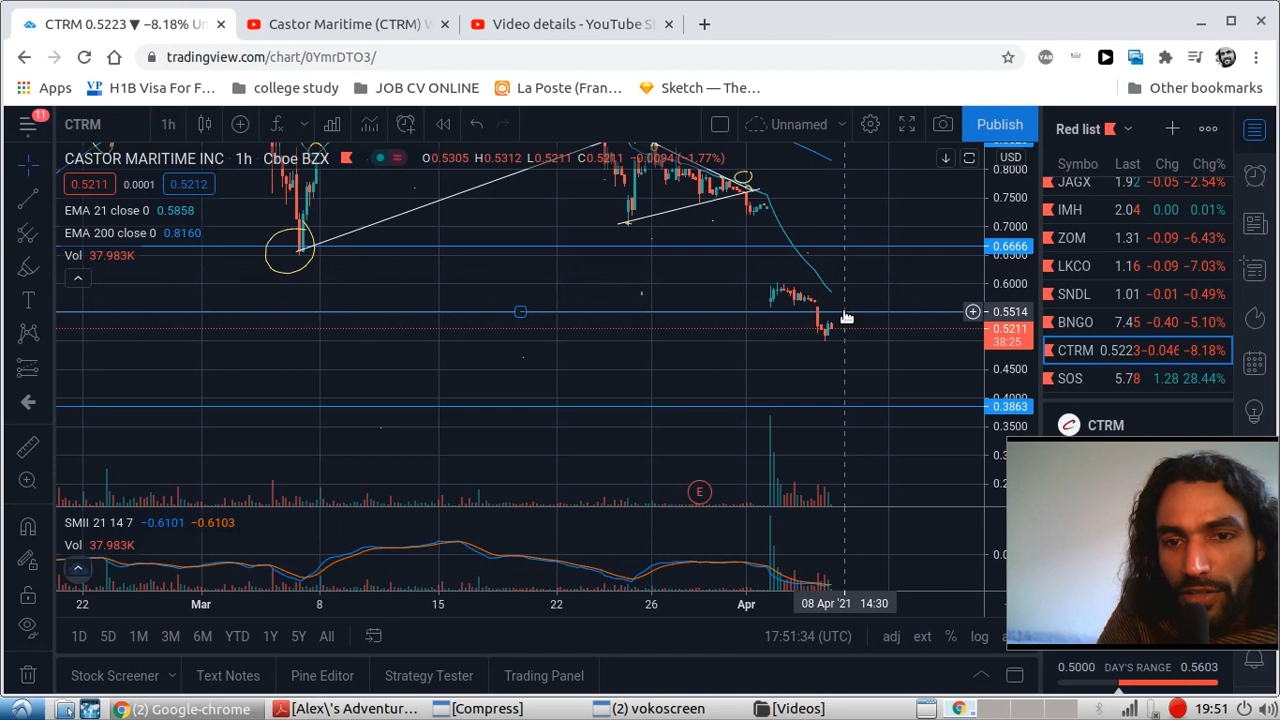 CTRM 0.5223 ▼ −8.18% Un
Castor Maritime (CTRM) W
Video details - YouTube S
tradingview.com/chart/0YmrDTO3/
Apps
H1B Visa For F...
college study
JOB CV ONLINE
La Poste (Fran...
Sketch — The...
Other bookmarks
11
CTRM
1h
Unnamed
Publish
Red list
CASTOR MARITIME INC · 1h · Cboe BZX
O0.5305 H0.5312 L0.5211 C0.5211 −0.0094 (−1.77%)
USD
Symbo Last Chg Chg%
0.5211 0.0001 0.5212
EMA 21 close 0 0.5858
EMA 200 close 0 0.8160
Vol 37.983K
0.8000
0.7000
0.6666
0.6500
0.6000
0.5514
0.5211
38:25
0.4500
0.4000
0.3863
0.3500
JAGX 1.92 −0.05 −2.54%
IMH 2.04 0.00 0.01%
ZOM 1.31 −0.09 −6.43%
LKCO 1.16 −0.09 −7.03%
SNDL 1.01 −0.01 −0.49%
BNGO 7.45 −0.40 −5.10%
CTRM 0.5223 −0.046 −8.18%
SOS 5.78 1.28 28.44%
CTRM
E
SMII 21 14 7 −0.6101 −0.6103
Vol 37.983K
22 Mar 8 15 22 26 Apr
08 Apr '21 14:30
1D 5D 1M 3M 6M YTD 1Y 5Y All
17:51:34 (UTC)
adj ext % log
Stock Screener
Text Notes
Pine Editor
Strategy Tester
Trading Panel
0.5000 DAY'S RANGE 0.5603
(2) Google-chrome
[Alex\'s Adventur...
[Compress]
(2) vokoscreen
[Videos]
19:51